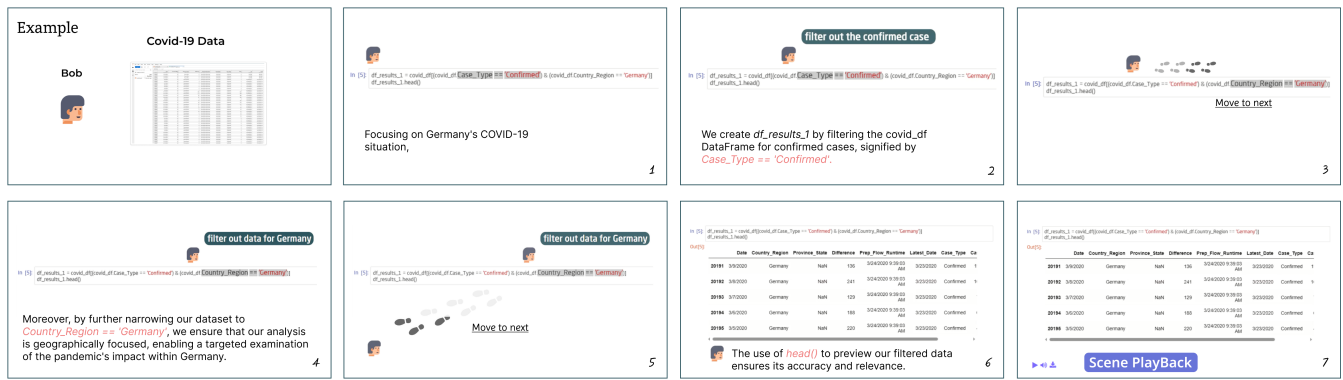 Example
Covid-19 Data
Bob
In [5]: df_results_1 = covid_df[(covid_df.Case_Type == 'Confirmed') & (covid_df.Country_Region == 'Germany')]
df_results_1.head()
Focusing on Germany's COVID-19
situation,
1
filter out the confirmed case
In [5]: df_results_1 = covid_df[(covid_df.Case_Type == 'Confirmed') & (covid_df.Country_Region == 'Germany')]
df_results_1.head()
We create df_results_1 by filtering the covid_df
DataFrame for confirmed cases, signified by
Case_Type == 'Confirmed'.
2
In [5]: df_results_1 = covid_df[(covid_df.Case_Type == 'Confirmed') & (covid_df.Country_Region == 'Germany')]
df_results_1.head()
Move to next
3
filter out data for Germany
In [5]: df_results_1 = covid_df[(covid_df.Case_Type == 'Confirmed') & (covid_df.Country_Region == 'Germany')]
df_results_1.head()
Moreover, by further narrowing our dataset to
Country_Region == 'Germany', we ensure that our analysis
is geographically focused, enabling a targeted examination
of the pandemic's impact within Germany.
4
filter out data for Germany
In [5]: df_results_1 = covid_df[(covid_df.Case_Type == 'Confirmed') & (covid_df.Country_Region == 'Germany')]
df_results_1.head()
Move to next
5
In [5]: df_results_1 = covid_df[(covid_df.Case_Type == 'Confirmed') & (covid_df.Country_Region == 'Germany')]
df_results_1.head()
Out[5]:
Date Country_Region Province_State Difference Prep_Flow_Runtime Latest_Date Case_Type Ca
20191 3/9/2020 Germany NaN 136 3/24/2020 9:39:03 AM 3/23/2020 Confirmed
20192 3/8/2020 Germany NaN 241 3/24/2020 9:39:03 AM 3/23/2020 Confirmed
20193 3/7/2020 Germany NaN 129 3/24/2020 9:39:03 AM 3/23/2020 Confirmed
20194 3/6/2020 Germany NaN 188 3/24/2020 9:39:03 AM 3/23/2020 Confirmed
20195 3/5/2020 Germany NaN 220 3/24/2020 9:39:03 AM 3/23/2020 Confirmed
The use of head() to preview our filtered data
ensures its accuracy and relevance.
6
In [5]: df_results_1 = covid_df[(covid_df.Case_Type == 'Confirmed') & (covid_df.Country_Region == 'Germany')]
df_results_1.head()
Out[5]:
Date Country_Region Province_State Difference Prep_Flow_Runtime Latest_Date Case_Type Ca
20191 3/9/2020 Germany NaN 136 3/24/2020 9:39:03 AM 3/23/2020 Confirmed
20192 3/8/2020 Germany NaN 241 3/24/2020 9:39:03 AM 3/23/2020 Confirmed
20193 3/7/2020 Germany NaN 129 3/24/2020 9:39:03 AM 3/23/2020 Confirmed
20194 3/6/2020 Germany NaN 188 3/24/2020 9:39:03 AM 3/23/2020 Confirmed
20195 3/5/2020 Germany NaN 220 3/24/2020 9:39:03 AM 3/23/2020 Confirmed
Scene PlayBack
7